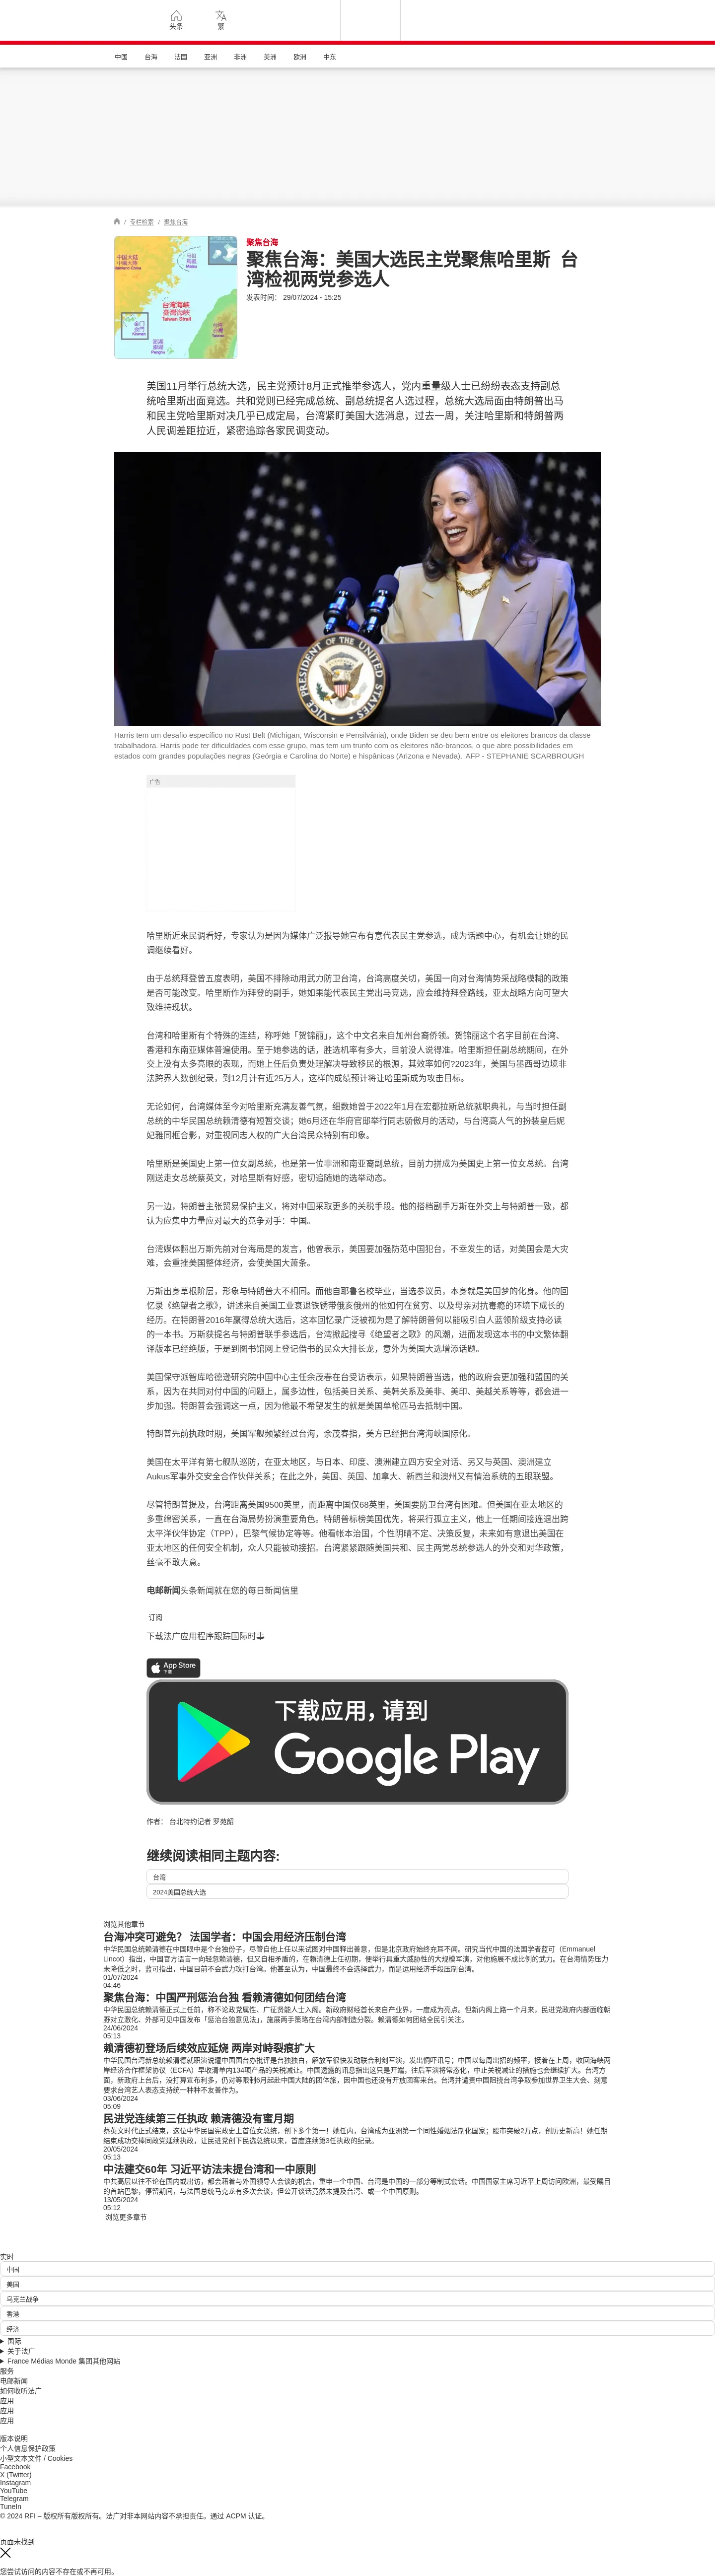 头条
繁
中国 台海 法国 亚洲 非洲 美洲 欧洲 中东
/ 专栏检索 / 聚焦台海
中国大陆
中國大陸
Mainland China
马祖
馬祖
Matsu
台湾海峡
臺灣海峽
Taiwan Strait
金门
金門
Kinmen
澎湖
Penghu
台湾
台灣
Taiwan
聚焦台海
聚焦台海：美国大选民主党聚焦哈里斯 台
湾检视两党参选人
发表时间： 29/07/2024 - 15:25
美国11月举行总统大选，民主党预计8月正式推举参选人，党内重量级人士已纷纷表态支持副总
统哈里斯出面竞选。共和党则已经完成总统、副总统提名人选过程，总统大选局面由特朗普出马
和民主党哈里斯对决几乎已成定局，台湾紧盯美国大选消息，过去一周，关注哈里斯和特朗普两
人民调差距拉近，紧密追踪各家民调变动。
Harris tem um desafio específico no Rust Belt (Michigan, Wisconsin e Pensilvânia), onde Biden se deu bem entre os eleitores brancos da classe
trabalhadora. Harris pode ter dificuldades com esse grupo, mas tem um trunfo com os eleitores não-brancos, o que abre possibilidades em
estados com grandes populações negras (Geórgia e Carolina do Norte) e hispânicas (Arizona e Nevada). AFP - STEPHANIE SCARBROUGH
广告
哈里斯近来民调看好，专家认为是因为媒体广泛报导她宣布有意代表民主党参选，成为话题中心，有机会让她的民
调继续看好。
由于总统拜登曾五度表明，美国不排除动用武力防卫台湾，台湾高度关切，美国一向对台海情势采战略模糊的政策
是否可能改变。哈里斯作为拜登的副手，她如果能代表民主党出马竞选，应会维持拜登路线，亚太战略方向可望大
致维持现状。
台湾和哈里斯有个特殊的连结，称呼她「贺锦丽」，这个中文名来自加州台裔侨领。贺锦丽这个名字目前在台湾、
香港和东南亚媒体普遍使用。至于她参选的话，胜选机率有多大，目前没人说得准。哈里斯担任副总统期间，在外
交上没有太多亮眼的表现，而她上任后负责处理解决导致移民的根源，其效率如何?2023年，美国与墨西哥边境非
法跨界人数创纪录，到12月计有近25万人，这样的成绩预计将让哈里斯成为攻击目标。
无论如何，台湾媒体至今对哈里斯充满友善气氛，细数她曾于2022年1月在宏都拉斯总统就职典礼，与当时担任副
总统的中华民国总统赖清德有短暂交谈；她6月还在华府官邸举行同志骄傲月的活动，与台湾高人气的扮装皇后妮
妃雅同框合影，对重视同志人权的广大台湾民众特别有印象。
哈里斯是美国史上第一位女副总统，也是第一位非洲和南亚裔副总统，目前力拼成为美国史上第一位女总统。台湾
刚送走女总统蔡英文，对哈里斯有好感，密切追随她的选举动态。
另一边，特朗普主张贸易保护主义，将对中国采取更多的关税手段。他的搭档副手万斯在外交上与特朗普一致，都
认为应集中力量应对最大的竞争对手：中国。
台湾媒体翻出万斯先前对台海局是的发言，他曾表示，美国要加强防范中国犯台，不幸发生的话，对美国会是大灾
难，会重挫美国整体经济，会使美国大萧条。
万斯出身草根阶层，形象与特朗普大不相同。而他自耶鲁名校毕业，当选参议员，本身就是美国梦的化身。他的回
忆录《绝望者之歌》，讲述来自美国工业衰退铁锈带俄亥俄州的他如何在贫穷、以及母亲对抗毒瘾的环境下成长的
经历。在特朗普2016年赢得总统大选后，这本回忆录广泛被视为是了解特朗普何以能吸引白人蓝领阶级支持必读
的一本书。万斯获提名与特朗普联手参选后，台湾掀起搜寻《绝望者之歌》的风潮，进而发现这本书的中文繁体翻
译版本已经绝版，于是到图书馆网上登记借书的民众大排长龙，意外为美国大选增添话题。
美国保守派智库哈德逊研究院中国中心主任余茂春在台受访表示，如果特朗普当选，他的政府会更加强和盟国的关
系，因为在共同对付中国的问题上，属多边性，包括美日关系、美韩关系及美非、美印、美越关系等等，都会进一
步加强。特朗普会强调这一点，因为他最不希望发生的就是美国单枪匹马去抵制中国。
特朗普先前执政时期，美国军舰频繁经过台海，余茂春指，美方已经把台湾海峡国际化。
美国在太平洋有第七舰队巡防，在亚太地区，与日本、印度、澳洲建立四方安全对话、另又与英国、澳洲建立
Aukus军事外交安全合作伙伴关系；在此之外，美国、英国、加拿大、新西兰和澳州又有情治系统的五眼联盟。
尽管特朗普提及，台湾距离美国9500英里，而距离中国仅68英里，美国要防卫台湾有困难。但美国在亚太地区的
多重绵密关系，一直在台海局势扮演重要角色。特朗普标榜美国优先，将采行孤立主义，他上一任期间接连退出跨
太平洋伙伴协定（TPP），巴黎气候协定等等。他看帐本治国，个性阴晴不定、决策反复，未来如有意退出美国在
亚太地区的任何安全机制，众人只能被动接招。台湾紧紧跟随美国共和、民主两党总统参选人的外交和对华政策，
丝毫不敢大意。
电邮新闻头条新闻就在您的每日新闻信里
订阅
下载法广应用程序跟踪国际时事
App Store
下载
下载应用，请到
Google Play
作者： 台北特约记者 罗苑韶
继续阅读相同主题内容:
台湾
2024美国总统大选
浏览其他章节
台海冲突可避免？ 法国学者：中国会用经济压制台湾
中华民国总统赖清德在中国眼中是个台独份子，尽管自他上任以来试图对中国释出善意，但是北京政府始终充耳不闻。研究当代中国的法国学者蓝可（Emmanuel
Lincot）指出，中国官方语言一向轻忽赖清德，但又自相矛盾的，在赖清德上任初期，便举行具重大威胁性的大规模军演，对他施展不成比例的武力。在台海情势压力
未降低之时，蓝可指出，中国目前不会武力攻打台湾。他甚至认为，中国最终不会选择武力，而是运用经济手段压制台湾。
01/07/2024
04:46
聚焦台海：中国严刑惩治台独 看赖清德如何团结台湾
中华民国总统赖清德正式上任前，称不论政党属性、广征贤能人士入阁。新政府财经首长来自产业界，一度成为亮点。但新内阁上路一个月来，民进党政府内部面临朝
野对立激化、外部可见中国发布「惩治台独意见法」，施展两手策略在台湾内部制造分裂。赖清德如何团结全民引关注。
24/06/2024
05:13
赖清德初登场后续效应延烧 两岸对峙裂痕扩大
中华民国台湾新总统赖清德就职演说遭中国国台办批评是台独独白，解放军很快发动联合利剑军演，发出恫吓讯号；中国以每周出招的频率，接着在上周，收回海峡两
岸经济合作框架协议（ECFA）早收清单内134项产品的关税减让。中国透露的讯息指出这只是开端，往后军演将常态化，中止关税减让的措施也会继续扩大。台湾方
面，新政府上台后，没打算宣布利多，仍对等限制6月起赴中国大陆的团体旅，因中国也还没有开放团客来台。台湾并谴责中国阻挠台湾争取参加世界卫生大会、刻意
要求台湾艺人表态支持统一种种不友善作为。
03/06/2024
05:09
民进党连续第三任执政 赖清德没有蜜月期
蔡英文时代正式结束，这位中华民国宪政史上首位女总统，创下多个第一！她任内，台湾成为亚洲第一个同性婚姻法制化国家；股市突破2万点，创历史新高！她任期
结束成功交棒同政党延续执政，让民进党创下民选总统以来，首度连续第3任执政的纪录。
20/05/2024
05:13
中法建交60年 习近平访法未提台湾和一中原則
中共高层以往不论在国内或出访，都会藉着与外国领导人会谈的机会，重申一个中国、台湾是中国的一部分等制式套话。中国国家主席习近平上周访问欧洲，最受瞩目
的首站巴黎，停留期间，与法国总统马克龙有多次会谈，但公开谈话竟然未提及台湾、或一个中国原则。
13/05/2024
05:12
浏览更多章节
实时
中国
美国
乌克兰战争
香港
经济
国际
关于法广
France Médias Monde 集团其他网站
服务
电邮新闻
如何收听法广
应用
应用
应用
版本说明
个人信息保护政策
小型文本文件 / Cookies
Facebook
X (Twitter)
Instagram
YouTube
Telegram
TuneIn
© 2024 RFI – 版权所有版权所有。法广对非本网站内容不承担责任。通过 ACPM 认证。
页面未找到
您尝试访问的内容不存在或不再可用。